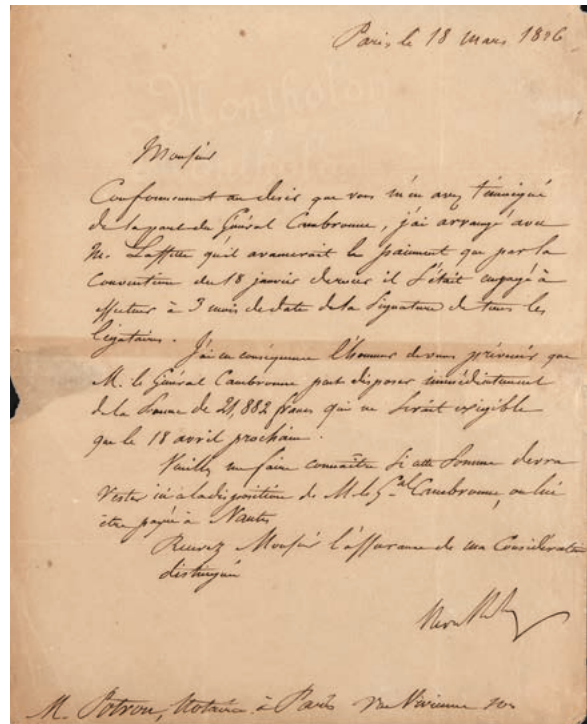 Paris le 18 mars 1826
Monsieur
Conformément au désir que vous m'en avez témoigné
de la part du Général Cambronne, j'ai arrangé avec
M. Laffitte qu'il avancerait le paiement que par la
convention du 18 janvier dernier il s'était engagé à
effectuer à 3 mois de date de la signature de tous les
légataires.
J'ai en conséquence l'honneur de vous prévenir que
M. le Général Cambronne peut disposer immédiatement
de la somme de 21,882 francs qui ne serait exigible
que le 18 avril prochain.
Veuillez me faire connaître si cette somme devra
rester ici à la disposition de M le Gal Cambronne, ou lui
être payée à Nantes
Recevez Monsieur l'assurance de ma Considération
distinguée
M. Potron, Notaire à Paris rue Vivienne